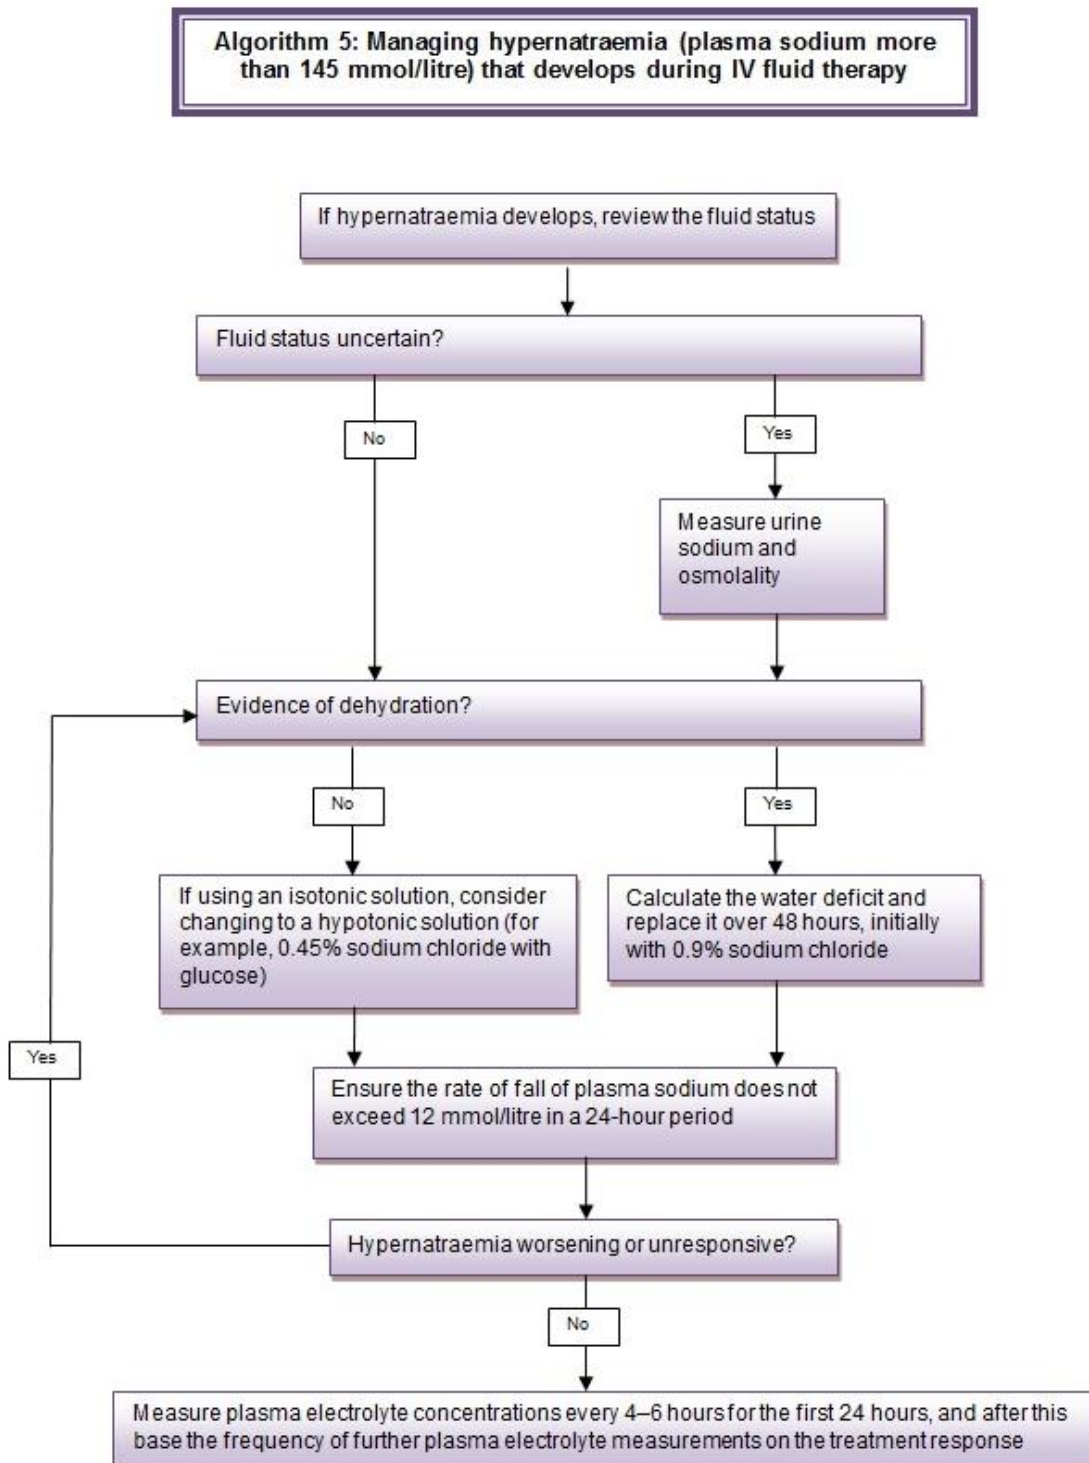 Algorithm 5: Managing hypernatraemia (plasma sodium more
than 145 mmol/litre) that develops during IV fluid therapy
If hypernatraemia develops, review the fluid status
Fluid status uncertain?
No
Yes
Measure urine
sodium and
osmolality
Evidence of dehydration?
No
Yes
If using an isotonic solution, consider
changing to a hypotonic solution (for
example, 0.45% sodium chloride with
glucose)
Calculate the water deficit and
replace it over 48 hours, initially
with 0.9% sodium chloride
Yes
Ensure the rate of fall of plasma sodium does not
exceed 12 mmol/litre in a 24-hour period
Hypernatraemia worsening or unresponsive?
No
Measure plasma electrolyte concentrations every 4–6 hours for the first 24 hours, and after this
base the frequency of further plasma electrolyte measurements on the treatment response